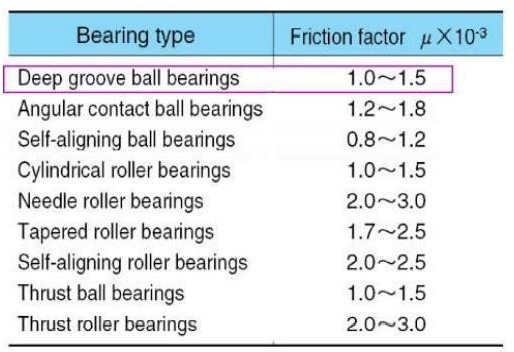 Bearing type Friction factor μ×10⁻³
Deep groove ball bearings 1.0～1.5
Angular contact ball bearings 1.2～1.8
Self-aligning ball bearings 0.8～1.2
Cylindrical roller bearings 1.0～1.5
Needle roller bearings 2.0～3.0
Tapered roller bearings 1.7～2.5
Self-aligning roller bearings 2.0～2.5
Thrust ball bearings 1.0～1.5
Thrust roller bearings 2.0～3.0